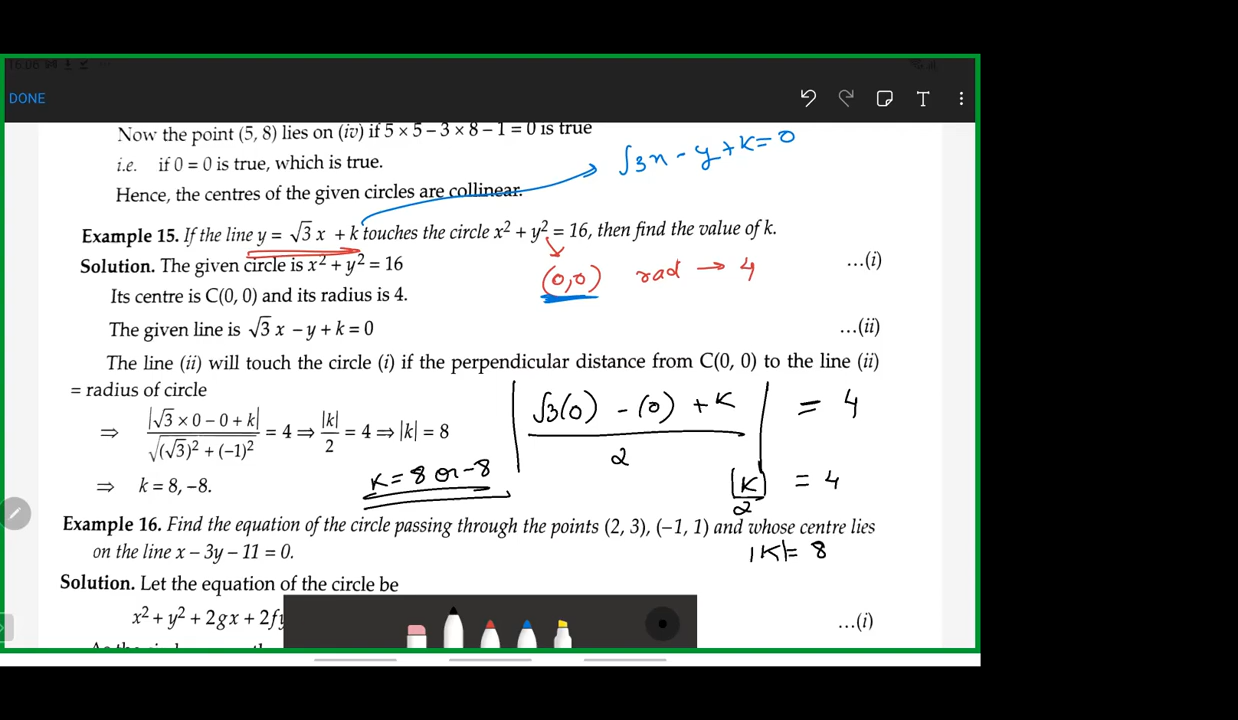 16:06
DONE
T
Now the point (5, 8) lies on (iv) if 5 × 5 – 3 × 8 – 1 = 0 is true
i.e. if 0 = 0 is true, which is true.
√3x - y + k = 0
Hence, the centres of the given circles are collinear.
Example 15. If the line y = √3 x + k touches the circle x² + y² = 16, then find the value of k.
Solution. The given circle is x² + y² = 16 ...(i)
(0,0) rad → 4
Its centre is C(0, 0) and its radius is 4.
The given line is √3 x – y + k = 0 ...(ii)
The line (ii) will touch the circle (i) if the perpendicular distance from C(0, 0) to the line (ii)
= radius of circle
⇒ |√3 × 0 – 0 + k| / √((√3)² + (–1)²) = 4 ⇒ |k|/2 = 4 ⇒ |k| = 8
| (√3(0) - (0) + k) / 2 | = 4
⇒ k = 8, –8.
k = 8 or -8
|k|/2 = 4
Example 16. Find the equation of the circle passing through the points (2, 3), (–1, 1) and whose centre lies
on the line x – 3y – 11 = 0.
|k| = 8
Solution. Let the equation of the circle be
x² + y² + 2gx + 2fy ...(i)